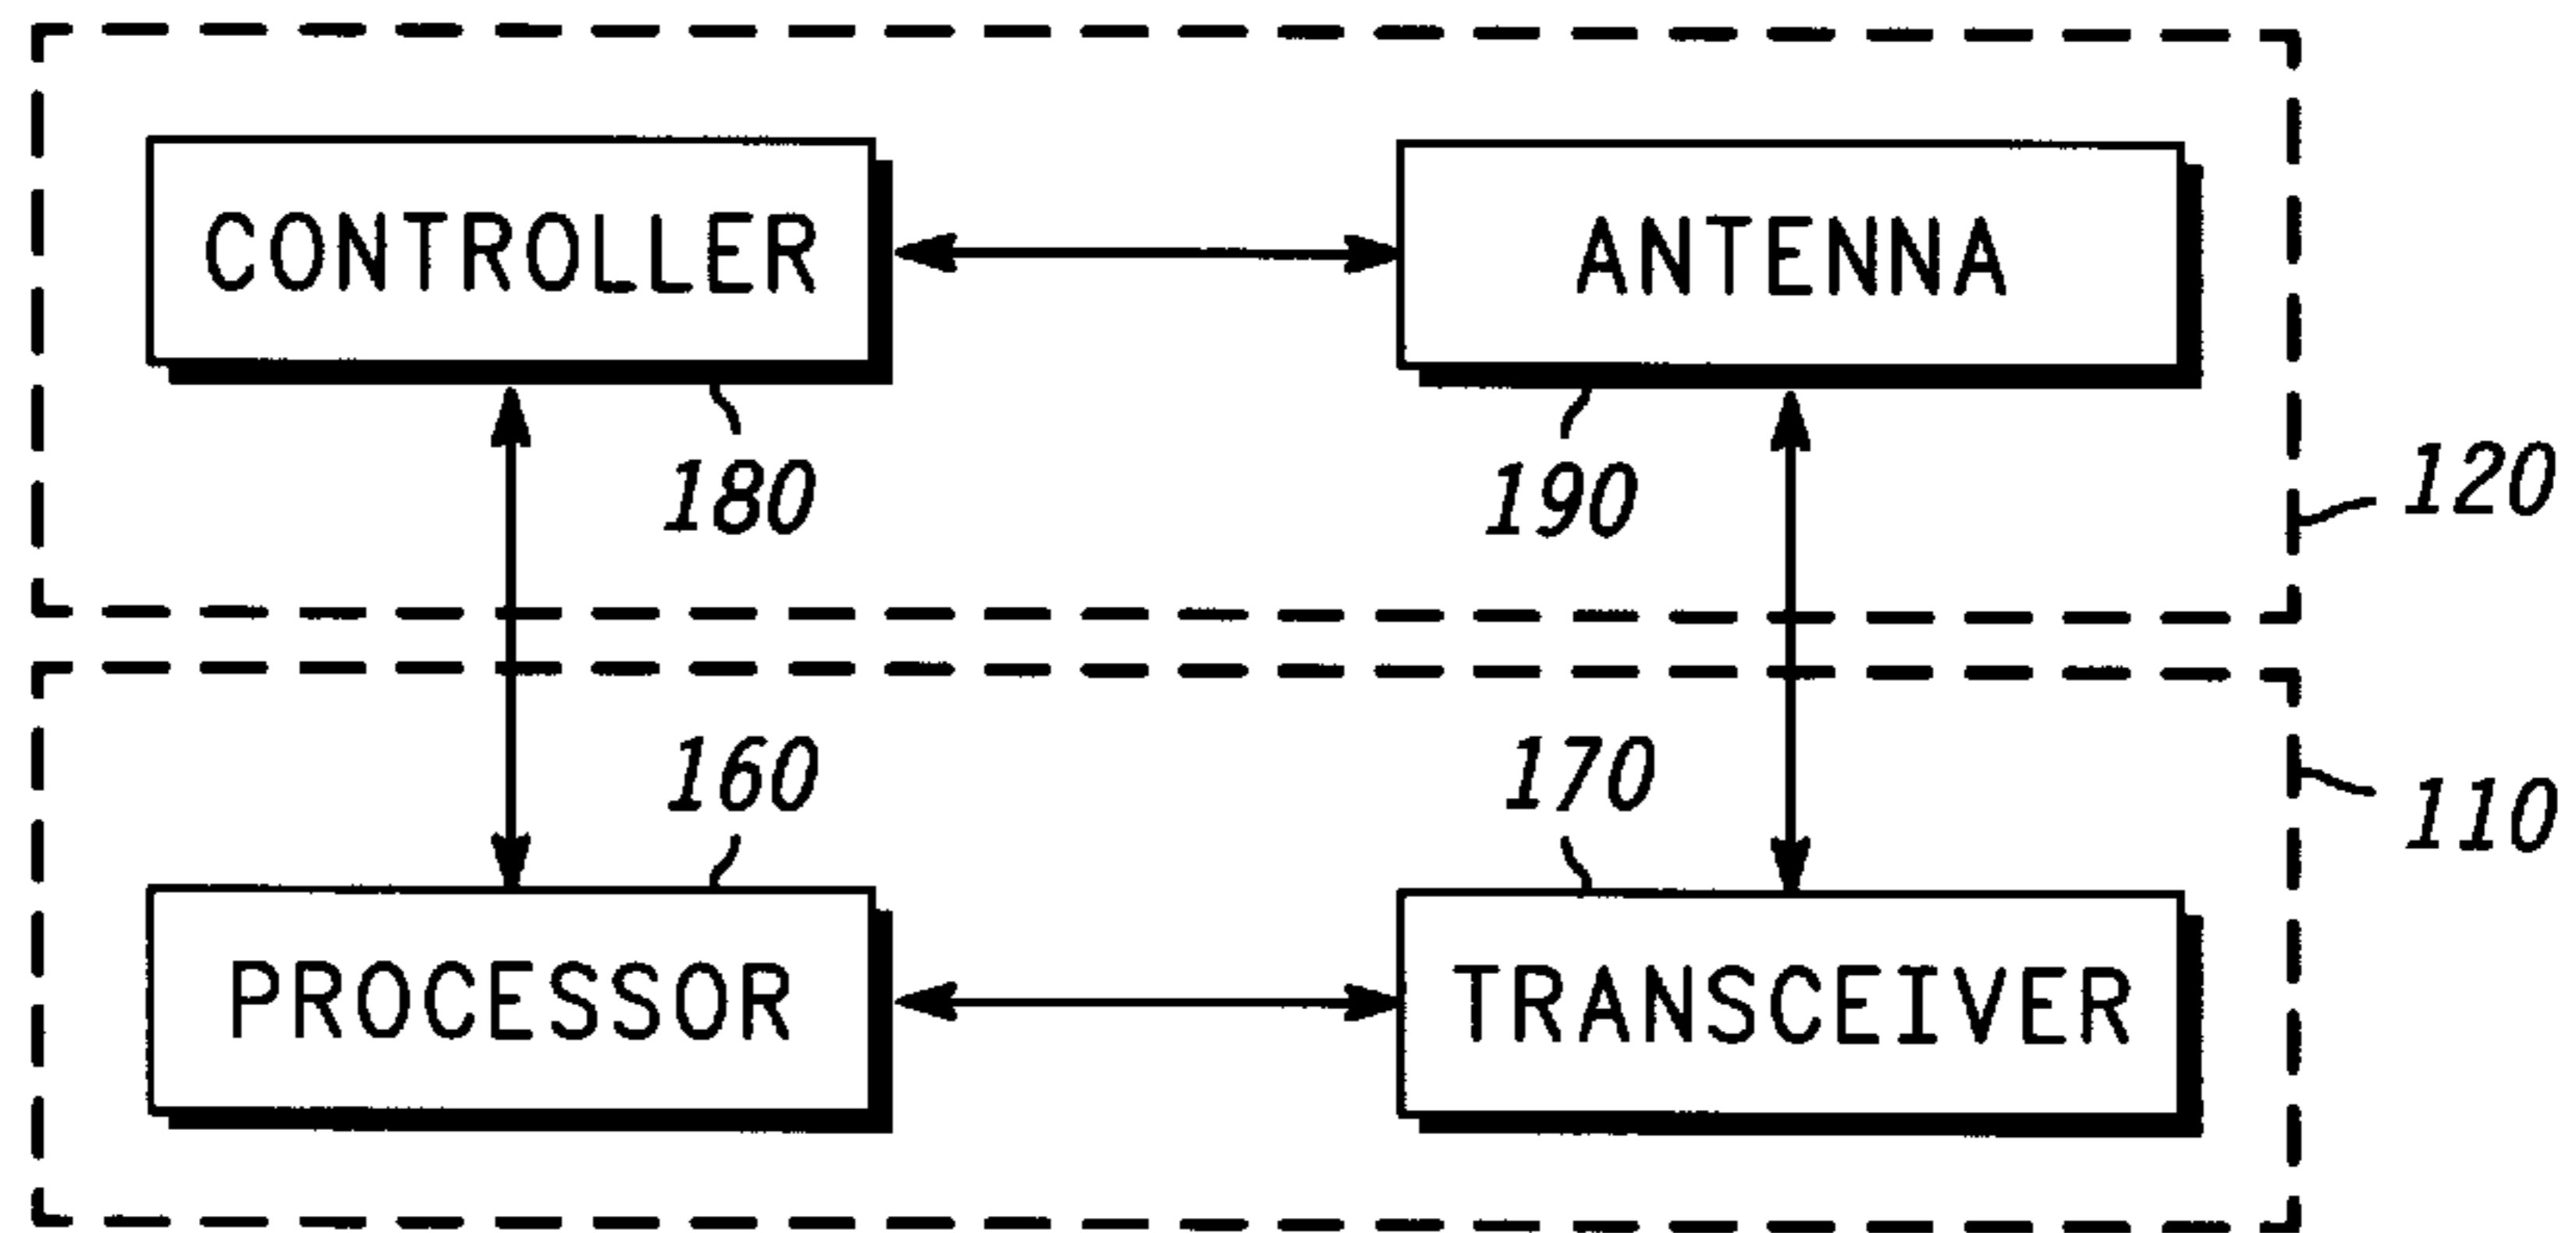 CONTROLLER
ANTENNA
180
190
120
160
170
110
PROCESSOR
TRANSCEIVER